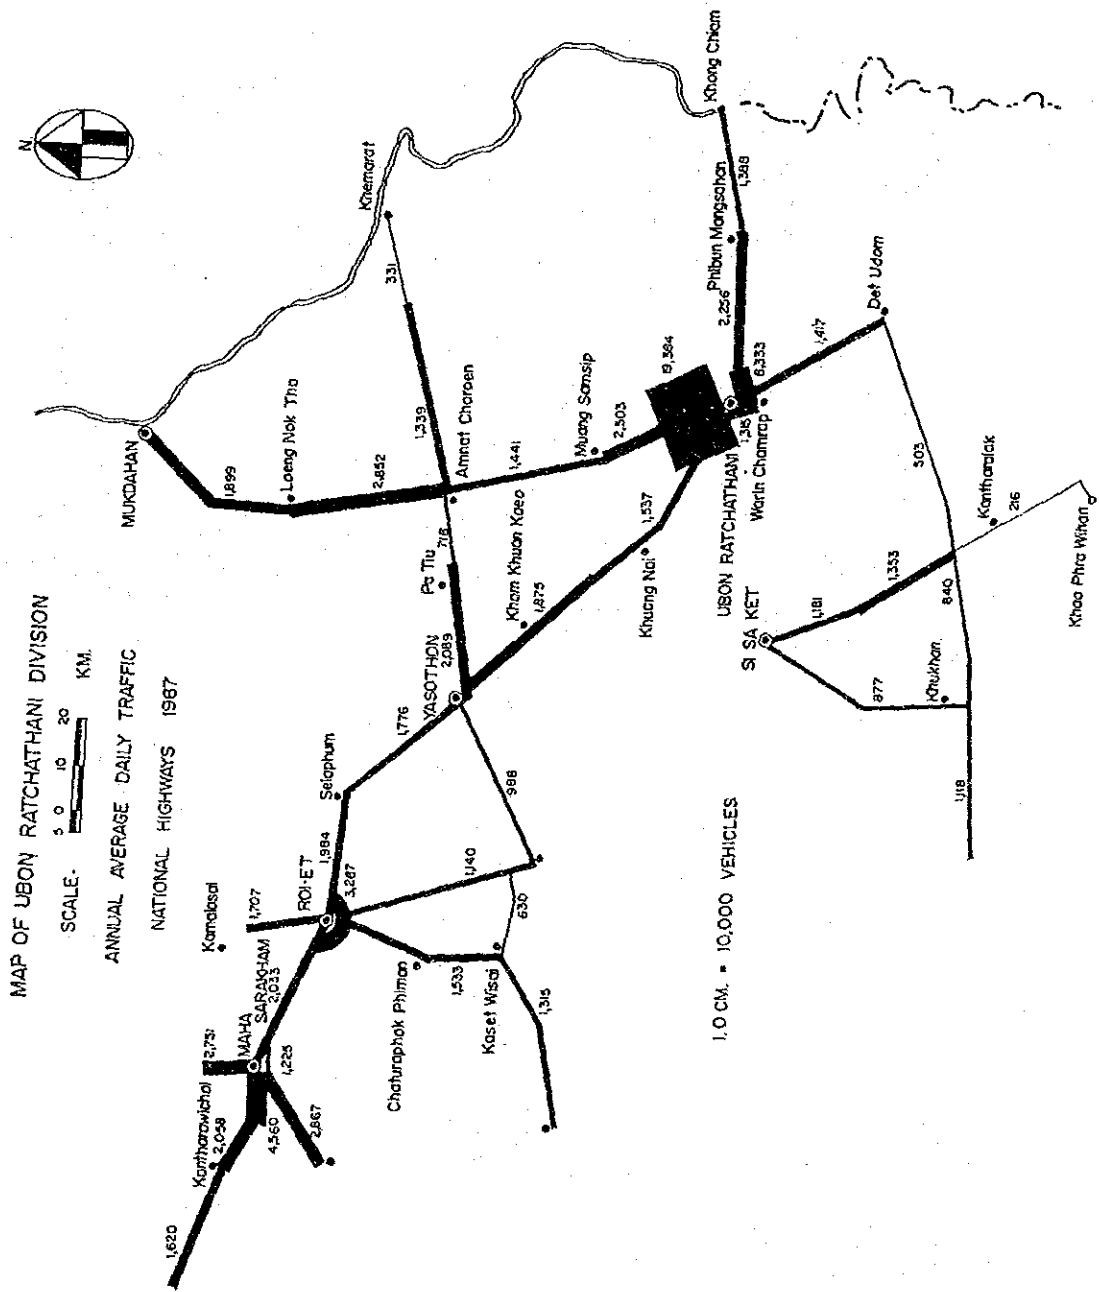 MAP OF UBON RATCHATHANI DIVISION
SCALE.-
5 0 10 20
KM.
ANNUAL AVERAGE DAILY TRAFFIC
NATIONAL HIGHWAYS 1987
N.
MUKDAHAN
1,899
Loeng Nok Tha
2,852
Khemarat
331
1,339
Amnat Charoen
1,441
Muang Samsip
2,503
19,384
Khong Chiam
1,388
Phibun Mangsahan
2,256
6,333
1,417
Det Udom
UBON RATCHATHANI
Warin Chamrap
503
Kantharalak
216
Khao Phra Wihan
1,353
840
1,181
SI SA KET
877
Khukhan
1,118
Pa Tiu
716
Kham Khuan Kaeo
1,875
1,537
Khuang Nai
YASOTHON
2,089
1,776
Selaphum
988
1,984
ROI-ET
3,267
1,140
630
Kamalasai
1,707
MAHA
SARAKHAM
2,033
Chaturaphak Phiman
1,533
Kaset Wisai
1,315
2,751
1,225
Kantharawichai
2,058
4,560
2,867
1,620
1.0 CM. = 10,000 VEHICLES